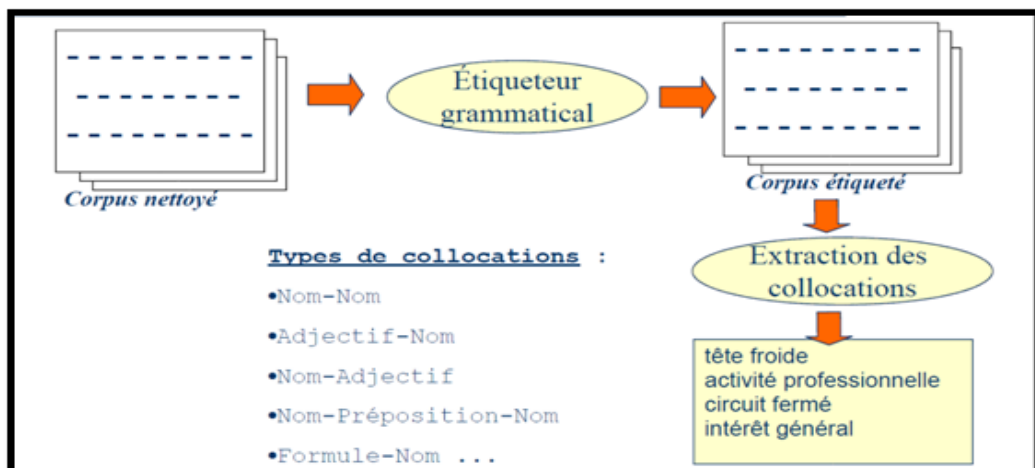 Étiqueteur
grammatical
Corpus nettoyé
Corpus étiqueté
Types de collocations :
•Nom-Nom
•Adjectif-Nom
•Nom-Adjectif
•Nom-Préposition-Nom
•Formule-Nom ...
Extraction des
collocations
tête froide
activité professionnelle
circuit fermé
intérêt général